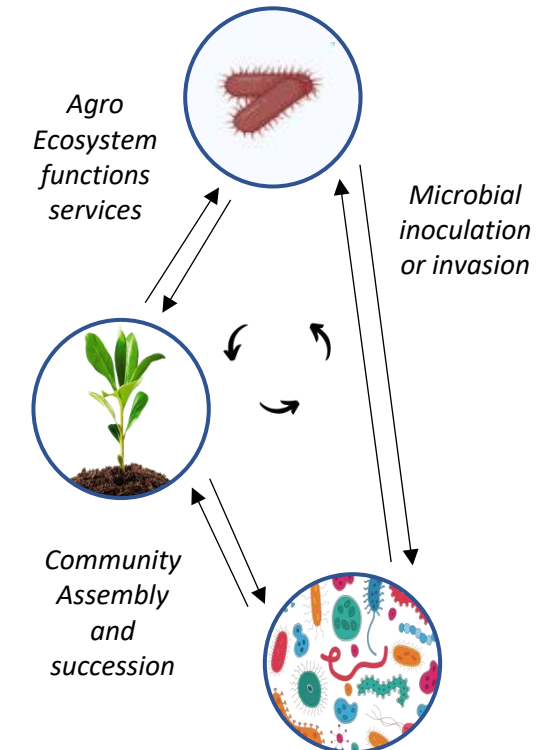 Agro
Ecosystem
functions
services
Microbial
inoculation
or invasion
Community
Assembly
and
succession